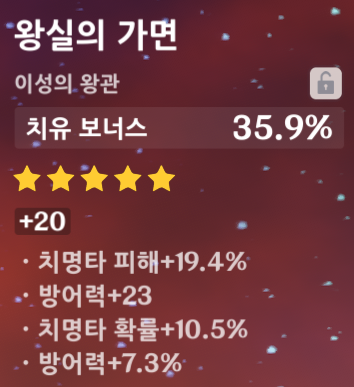 왕실의 가면
이성의 왕관
치유 보너스 35.9%
+20
· 치명타 피해+19.4%
· 방어력+23
· 치명타 확률+10.5%
· 방어력+7.3%